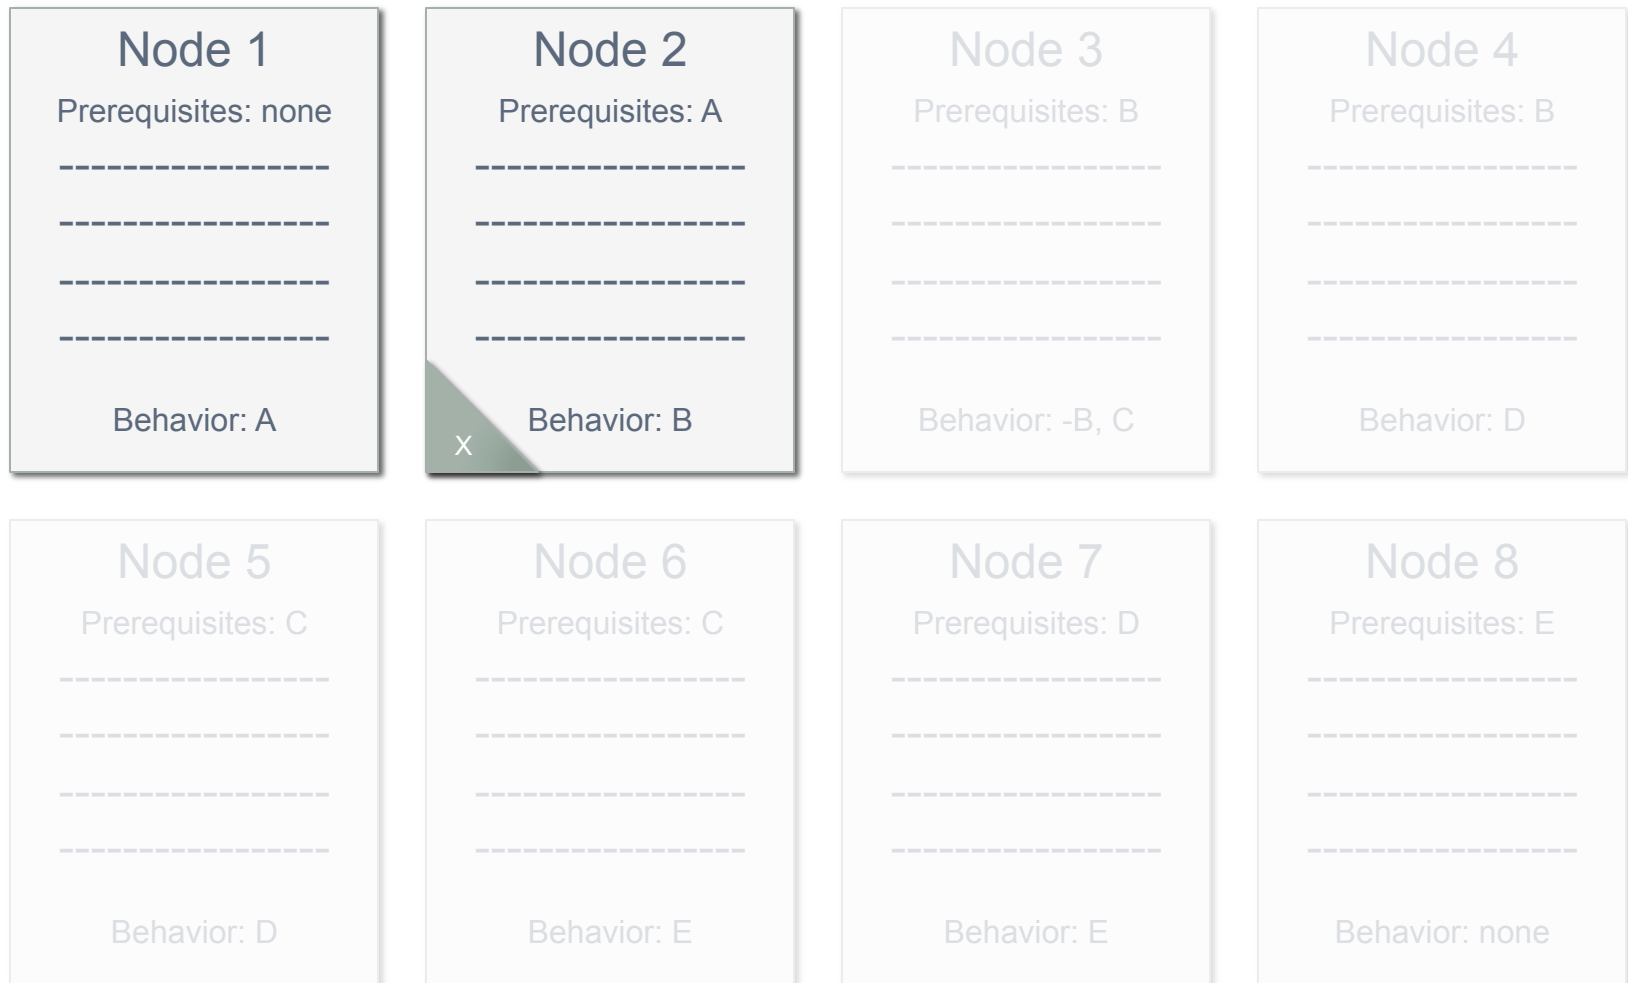 Node 1
Prerequisites: none
Behavior: A
Node 2
Prerequisites: A
X
Behavior: B
Node 3
Prerequisites: B
Behavior: -B, C
Node 4
Prerequisites: B
Behavior: D
Node 5
Prerequisites: C
Behavior: D
Node 6
Prerequisites: C
Behavior: E
Node 7
Prerequisites: D
Behavior: E
Node 8
Prerequisites: E
Behavior: none